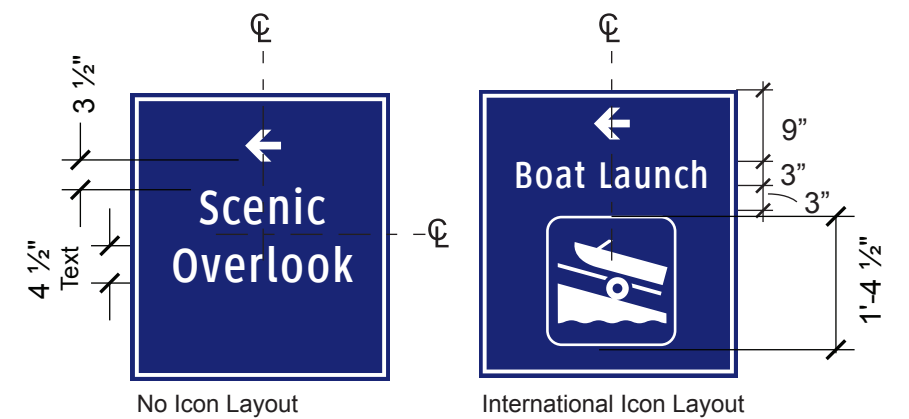 ℄
℄
3 ½"
9”
Boat Launch
3”
3”
Scenic
Overlook
℄
4 ½"
Text
1'-4 ½"
No Icon Layout
International Icon Layout